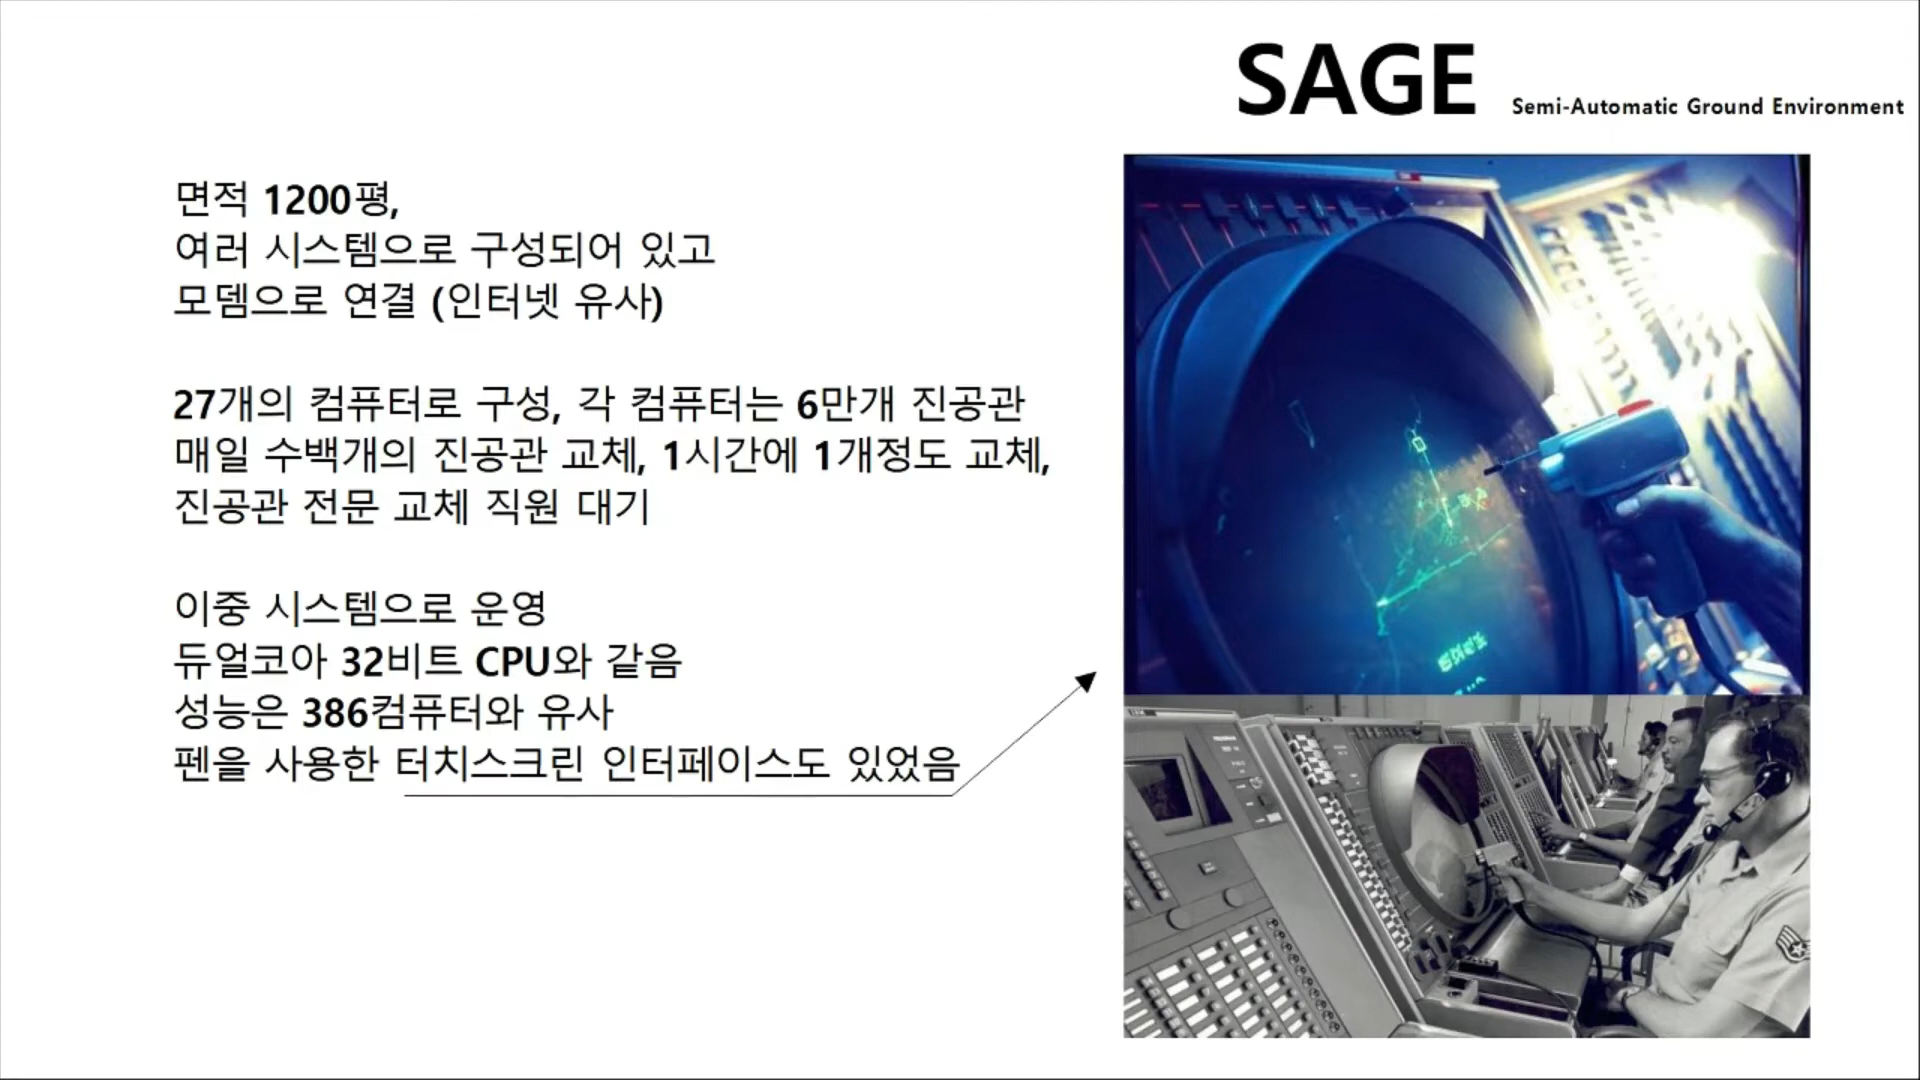 SAGE Semi-Automatic Ground Environment
면적 1200평,
여러 시스템으로 구성되어 있고
모뎀으로 연결 (인터넷 유사)
27개의 컴퓨터로 구성, 각 컴퓨터는 6만개 진공관
매일 수백개의 진공관 교체, 1시간에 1개정도 교체,
진공관 전문 교체 직원 대기
이중 시스템으로 운영
듀얼코아 32비트 CPU와 같음
성능은 386컴퓨터와 유사
펜을 사용한 터치스크린 인터페이스도 있었음